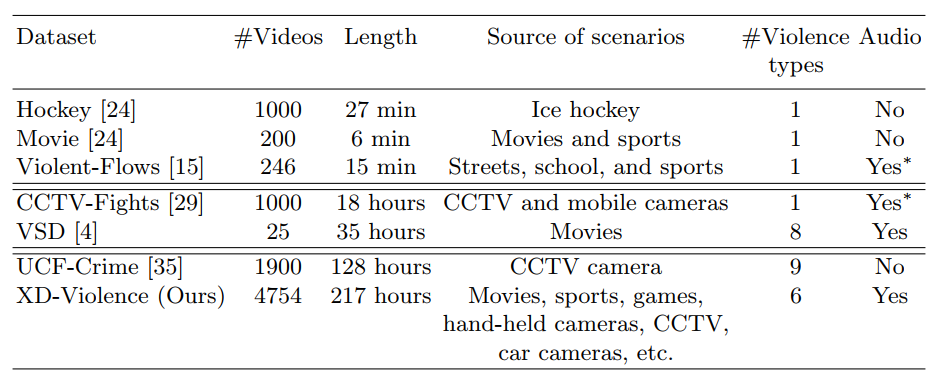 Dataset #Videos Length Source of scenarios #Violence Audio
types
Hockey [24] 1000 27 min Ice hockey 1 No
Movie [24] 200 6 min Movies and sports 1 No
Violent-Flows [15] 246 15 min Streets, school, and sports 1 Yes*
CCTV-Fights [29] 1000 18 hours CCTV and mobile cameras 1 Yes*
VSD [4] 25 35 hours Movies 8 Yes
UCF-Crime [35] 1900 128 hours CCTV camera 9 No
XD-Violence (Ours) 4754 217 hours Movies, sports, games, 6 Yes
hand-held cameras, CCTV,
car cameras, etc.